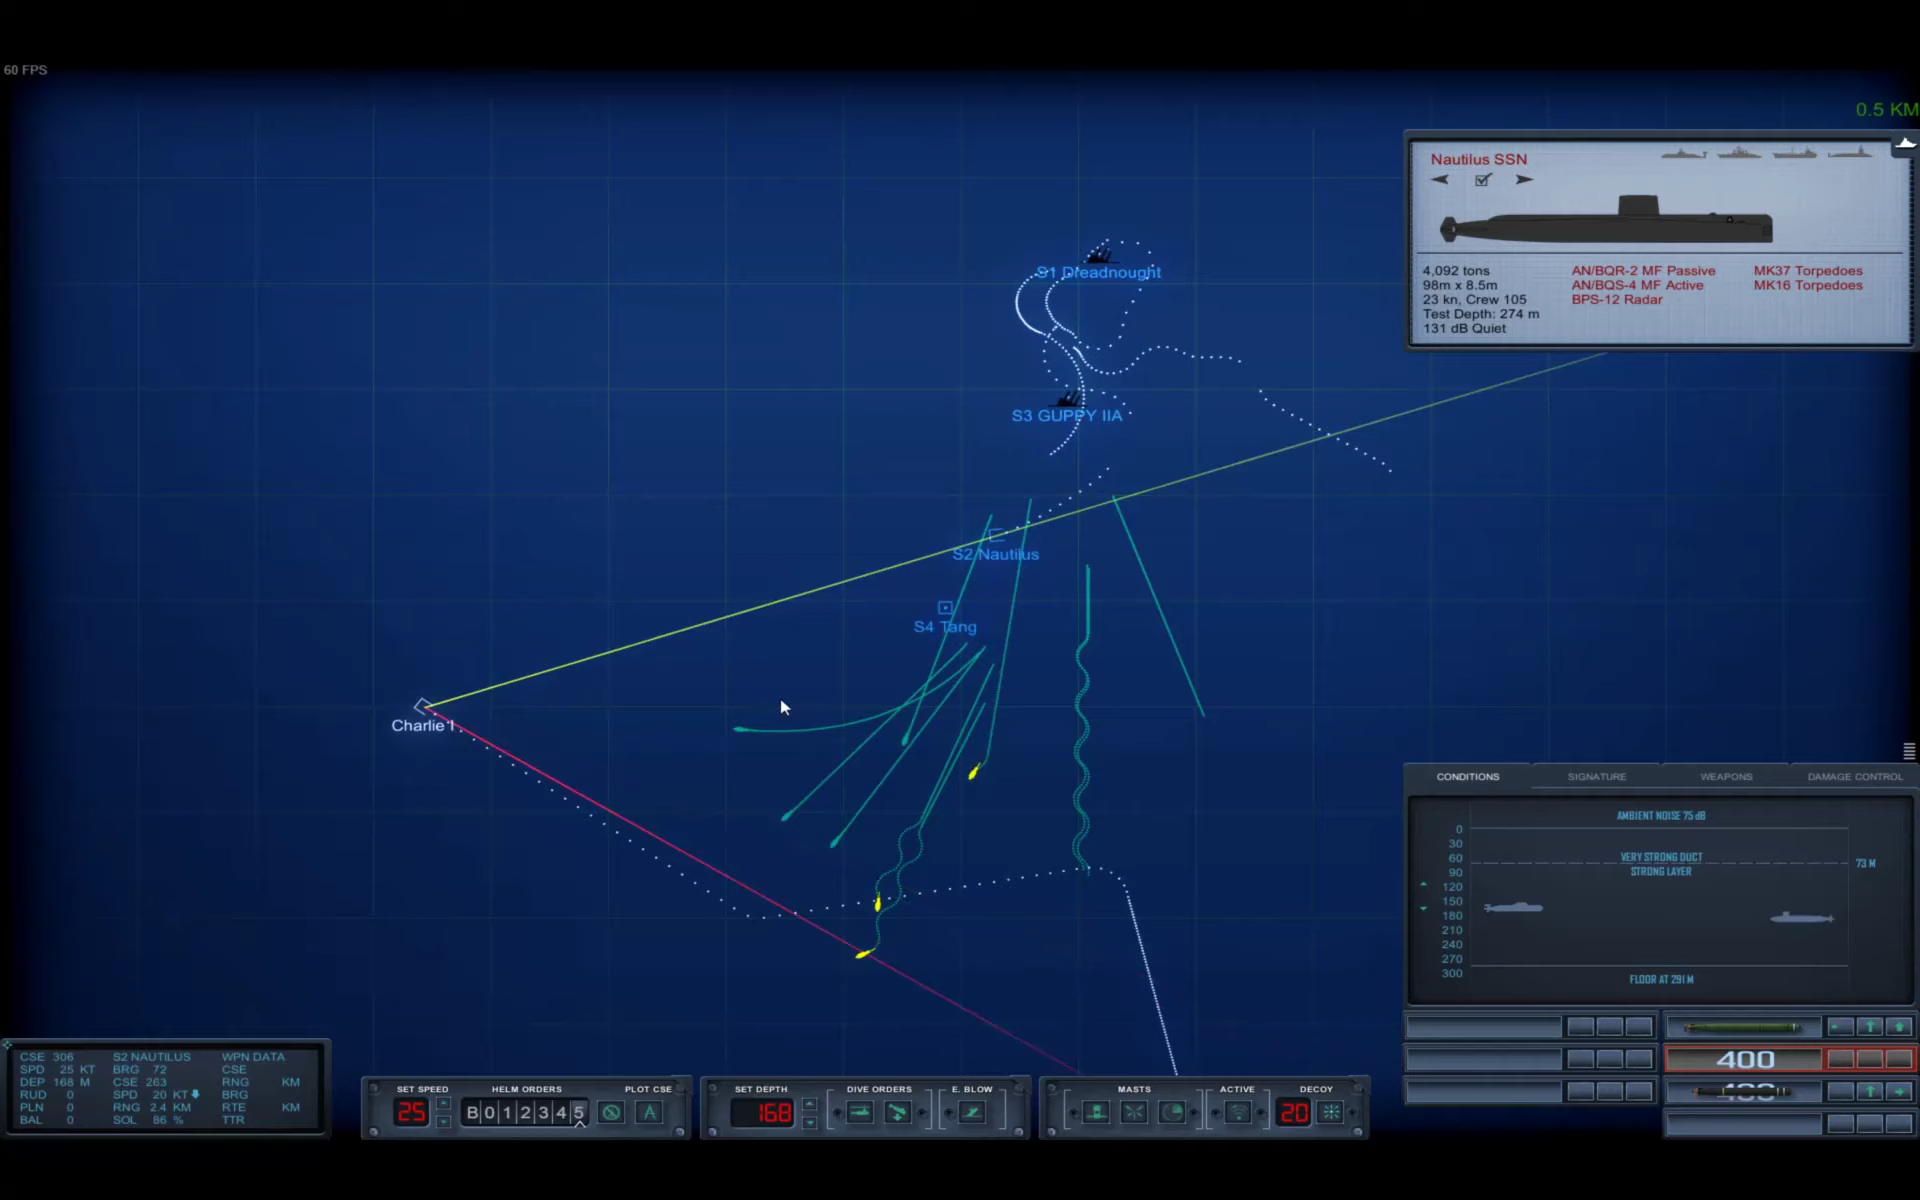 60 FPS
0.5 KM
Nautilus SSN
4,092 tons
98m x 8.5m
23 kn, Crew 105
Test Depth: 274 m
131 dB Quiet
AN/BQR-2 MF Passive
AN/BQS-4 MF Active
BPS-12 Radar
MK37 Torpedoes
MK16 Torpedoes
S1 Dreadnought
S3 GUPPY IIA
S2 Nautilus
S4 Tang
Charlie 1
CONDITIONS SIGNATURE WEAPONS DAMAGE CONTROL
AMBIENT NOISE 75 dB
0
30
60
90
120
150
180
210
240
270
300
VERY STRONG DUCT
STRONG LAYER
73 M
FLOOR AT 291 M
400
CSE 306 S2 NAUTILUS WPN DATA
SPD 25 KT BRG 72 CSE
DEP 168 M CSE 263 RNG KM
RUD 0 SPD 20 KT BRG
PLN 0 RNG 2.4 KM RTE KM
BAL 0 SOL 86 % TTR
SET SPEED HELM ORDERS PLOT CSE
25 B 0 1 2 3 4 5
SET DEPTH DIVE ORDERS E. BLOW
168
MASTS ACTIVE DECOY
20